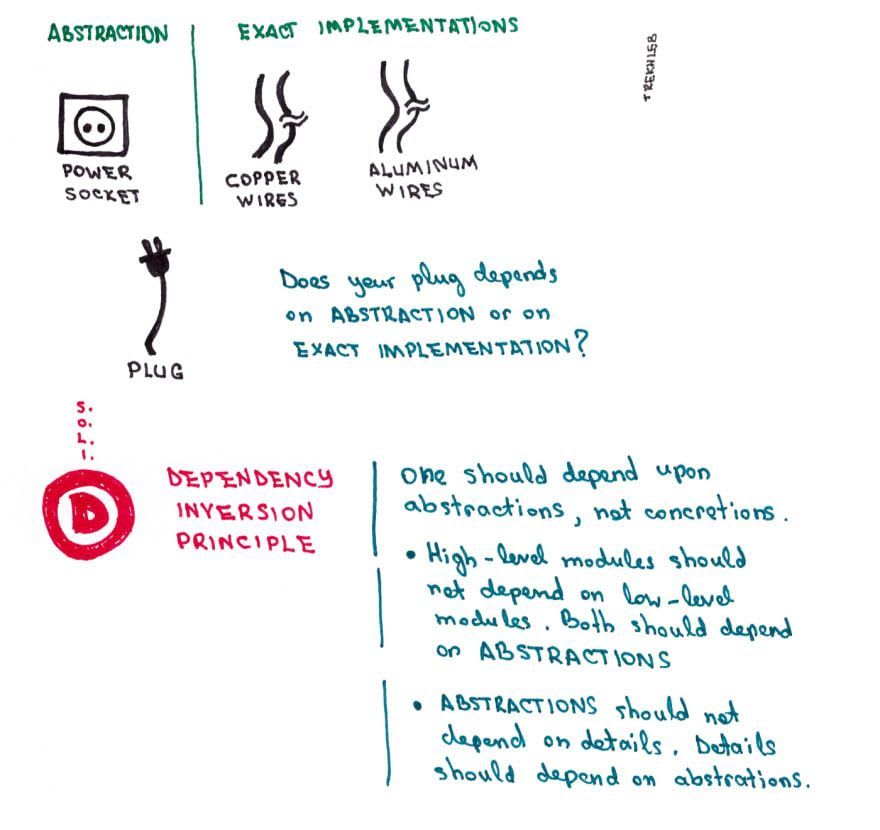 ABSTRACTION
EXACT IMPLEMENTATIONS
TREKHLEB
POWER
SOCKET
COPPER
WIRES
ALUMINUM
WIRES
PLUG
Does your plug depends
on ABSTRACTION or on
EXACT IMPLEMENTATION?
S.
O.
L.
I.
D
DEPENDENCY
INVERSION
PRINCIPLE
One should depend upon
abstractions, not concretions.
• High-level modules should
not depend on low-level
modules. Both should depend
on ABSTRACTIONS
• ABSTRACTIONS should not
depend on details. Details
should depend on abstrations.